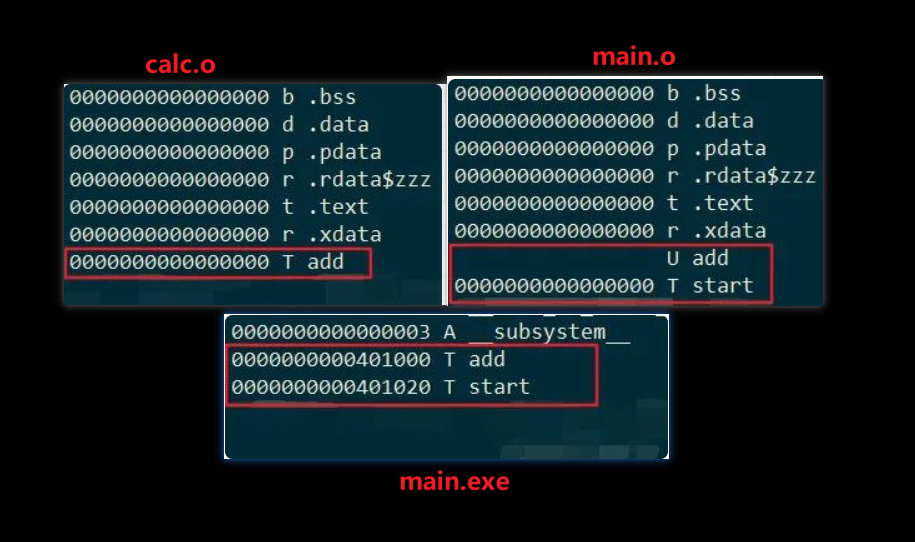 calc.o
0000000000000000 b .bss
0000000000000000 d .data
0000000000000000 p .pdata
0000000000000000 r .rdata$zzz
0000000000000000 t .text
0000000000000000 r .xdata
0000000000000000 T add
main.o
0000000000000000 b .bss
0000000000000000 d .data
0000000000000000 p .pdata
0000000000000000 r .rdata$zzz
0000000000000000 t .text
0000000000000000 r .xdata
U add
0000000000000000 T start
0000000000000003 A __subsystem__
0000000000401000 T add
0000000000401020 T start
main.exe